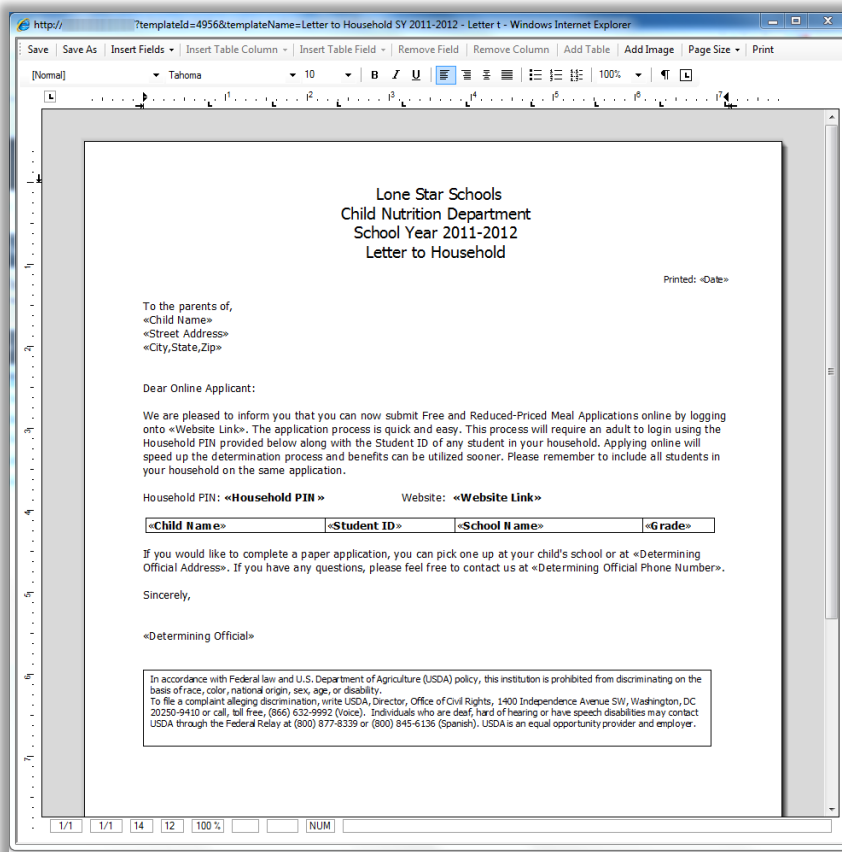 http:// ?templateId=4956&templateName=Letter to Household SY 2011-2012 - Letter t - Windows Internet Explorer
Save Save As Insert Fields Insert Table Column Insert Table Field Remove Field Remove Column Add Table Add Image Page Size Print
[Normal] Tahoma 10 B I U 100% ¶ L
L 1 2 3 4 5 6 7
Lone Star Schools
Child Nutrition Department
School Year 2011-2012
Letter to Household
Printed: «Date»
To the parents of,
«Child Name»
«Street Address»
«City,State,Zip»
Dear Online Applicant:
We are pleased to inform you that you can now submit Free and Reduced-Priced Meal Applications online by logging
onto «Website Link». The application process is quick and easy. This process will require an adult to login using the
Household PIN provided below along with the Student ID of any student in your household. Applying online will
speed up the determination process and benefits can be utilized sooner. Please remember to include all students in
your household on the same application.
Household PIN: «Household PIN» Website: «Website Link»
«Child Name» «Student ID» «School Name» «Grade»
If you would like to complete a paper application, you can pick one up at your child's school or at «Determining
Official Address». If you have any questions, please feel free to contact us at «Determining Official Phone Number».
Sincerely,
«Determining Official»
In accordance with Federal law and U.S. Department of Agriculture (USDA) policy, this institution is prohibited from discriminating on the
basis of race, color, national origin, sex, age, or disability.
To file a complaint alleging discrimination, write USDA, Director, Office of Civil Rights, 1400 Independence Avenue SW, Washington, DC
20250-9410 or call, toll free, (866) 632-9992 (Voice). Individuals who are deaf, hard of hearing or have speech disabilities may contact
USDA through the Federal Relay at (800) 877-8339 or (800) 845-6136 (Spanish). USDA is an equal opportunity provider and employer.
1/1 1/1 14 12 100 % NUM